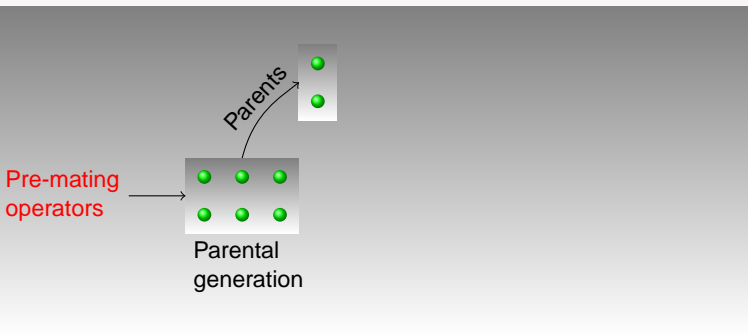 Parents
Pre-mating
operators
Parental
generation